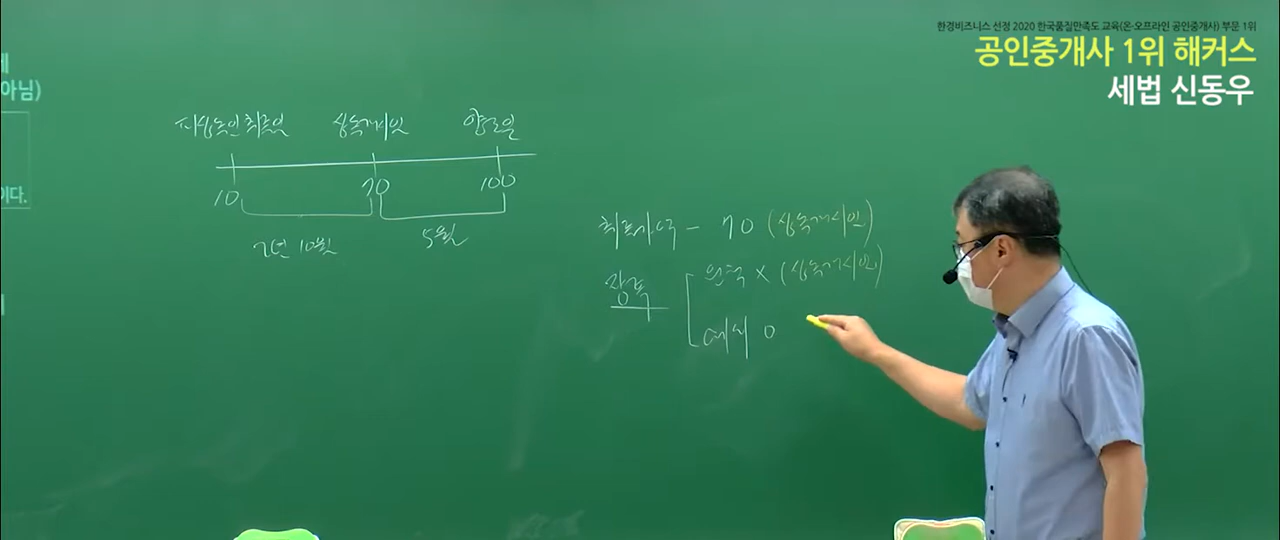 한경비즈니스 선정 2020 한국품질만족도 교육(온·오프라인 공인중개사) 부문 1위
공인중개사 1위 해커스
세법 신동우
아님)
이다.
피상속인 취득일 상속개시일 양도일
10 70 100
2년 10월 5월
취득가액 - 70 (상속개시일)
장특
원칙 × (상속개시일)
예외 0